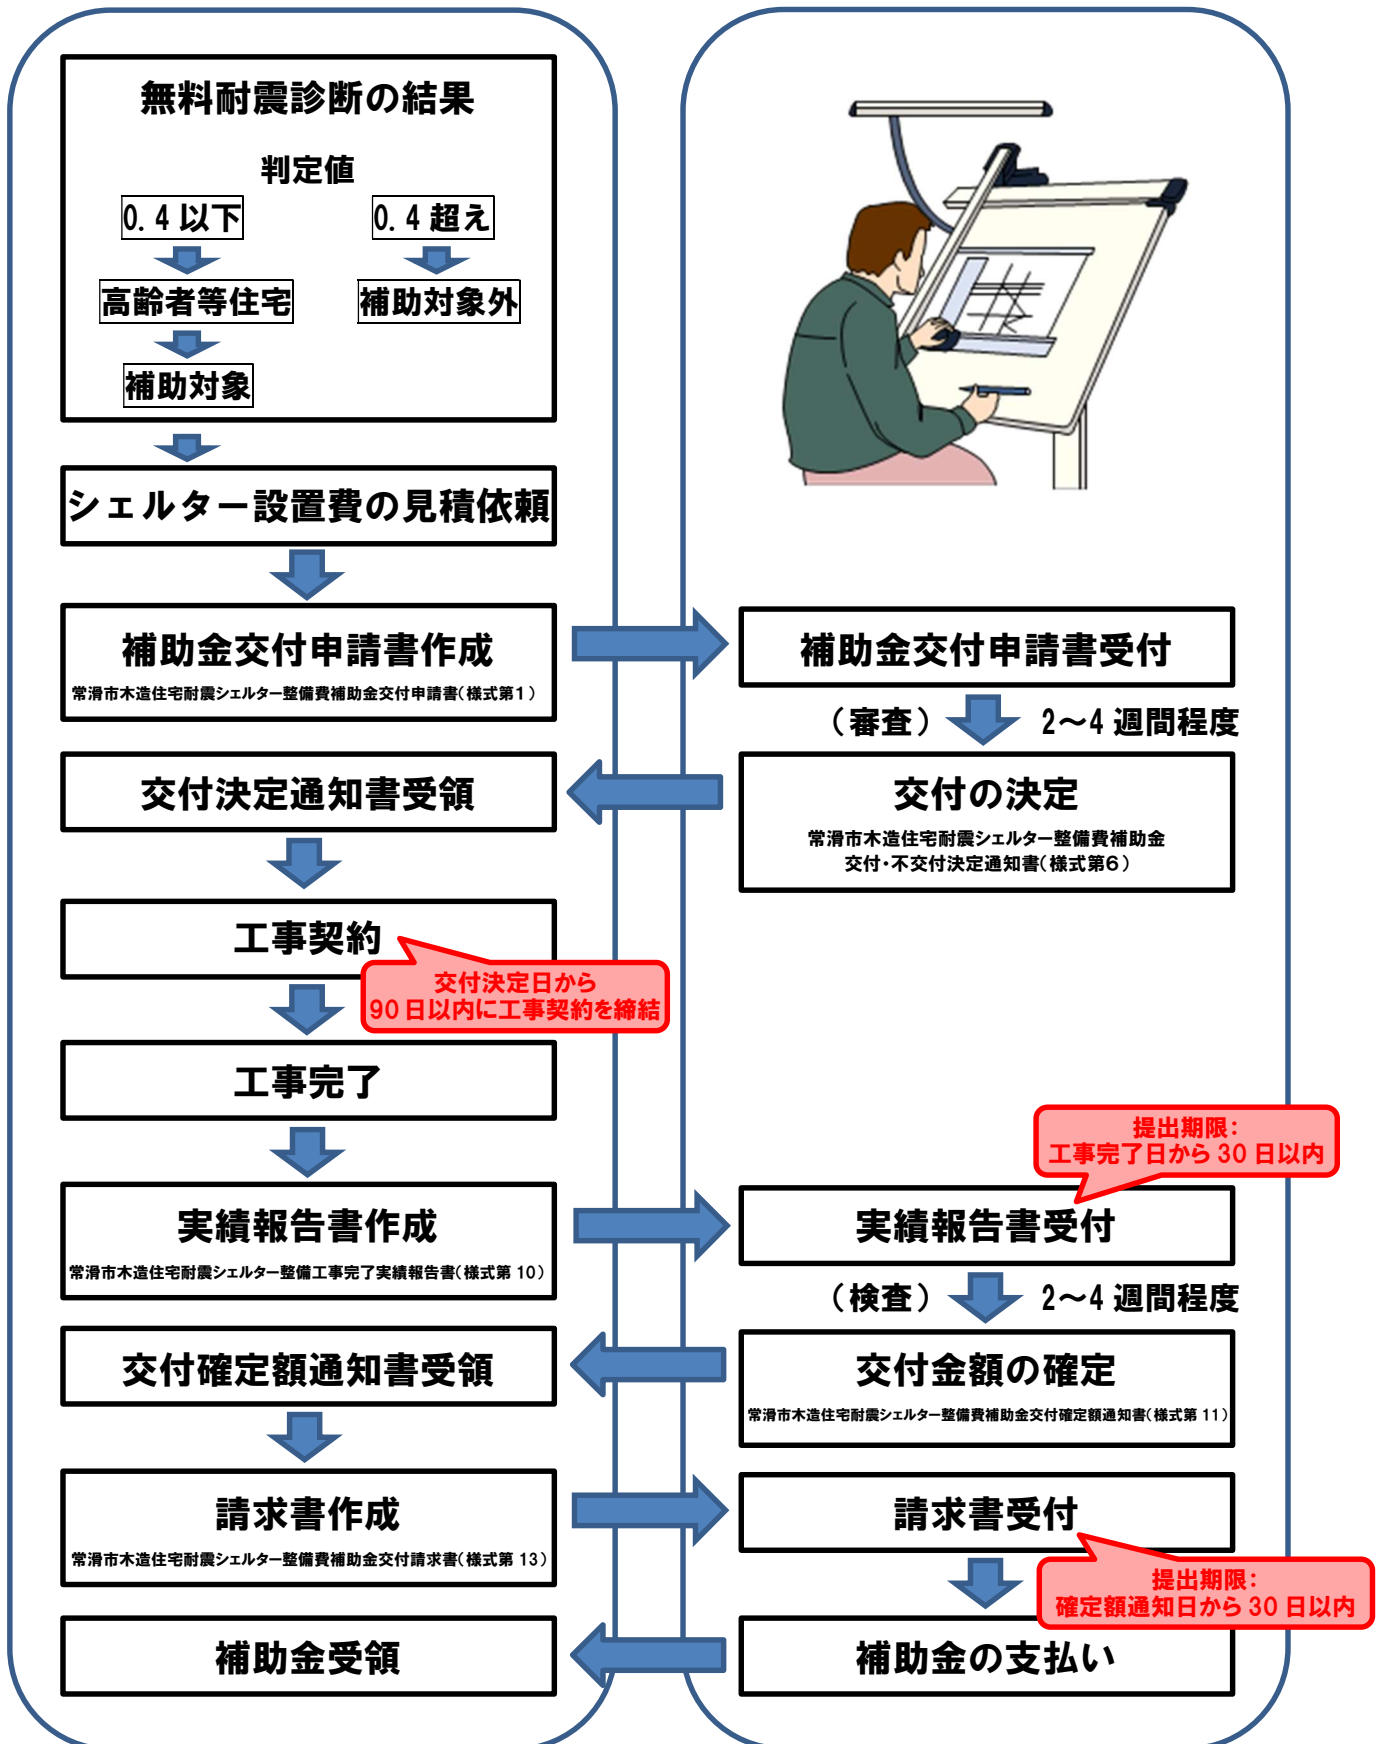 無料耐震診断の結果
判定値
0.4以下
0.4超え
高齢者等住宅
補助対象外
補助対象
シェルター設置費の見積依頼
補助金交付申請書作成
常滑市木造住宅耐震シェルター整備費補助金交付申請書(様式第1)
補助金交付申請書受付
(審査)
2～4週間程度
交付決定通知書受領
交付の決定
常滑市木造住宅耐震シェルター整備費補助金
交付・不交付決定通知書(様式第6)
工事契約
交付決定日から
90日以内に工事契約を締結
工事完了
提出期限:
工事完了日から30日以内
実績報告書作成
常滑市木造住宅耐震シェルター整備工事完了実績報告書(様式第10)
実績報告書受付
(検査)
2～4週間程度
交付確定額通知書受領
交付金額の確定
常滑市木造住宅耐震シェルター整備費補助金交付確定額通知書(様式第11)
請求書作成
常滑市木造住宅耐震シェルター整備費補助金交付請求書(様式第13)
請求書受付
提出期限:
確定額通知日から30日以内
補助金受領
補助金の支払い